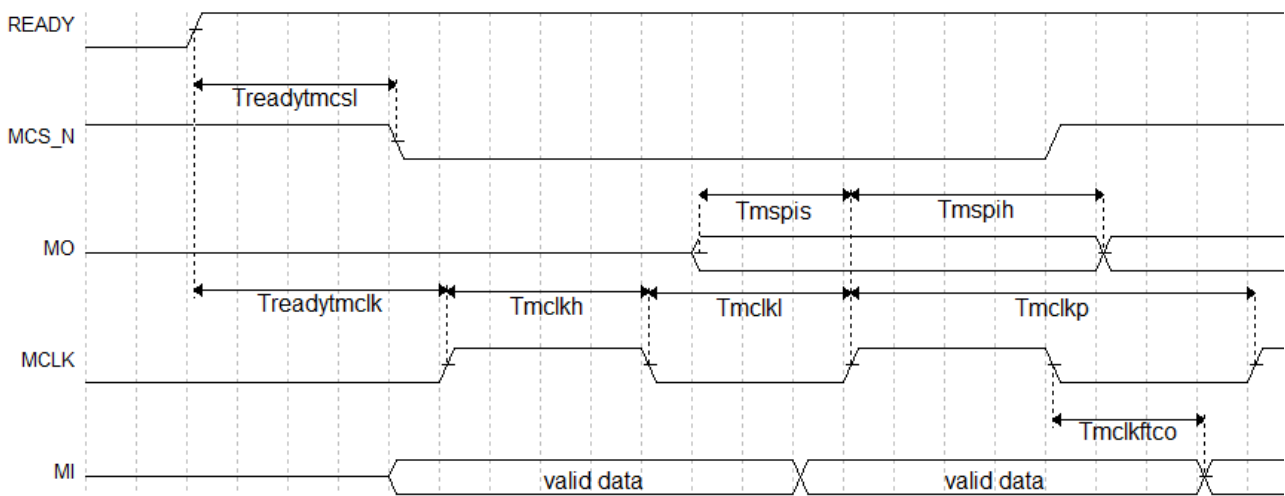 READY
Treadytmcsl
MCS_N
Tmspis
Tmspih
MO
Treadytmclk
Tmclkh
Tmclkl
Tmclkp
MCLK
Tmclkftco
MI
valid data
valid data